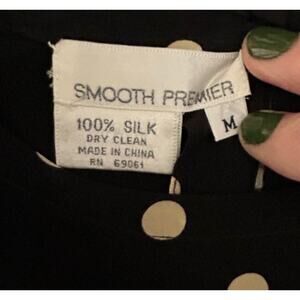 SMOOTH PREMIER
M
100% SILK
DRY CLEAN
MADE IN CHINA
RN 69061